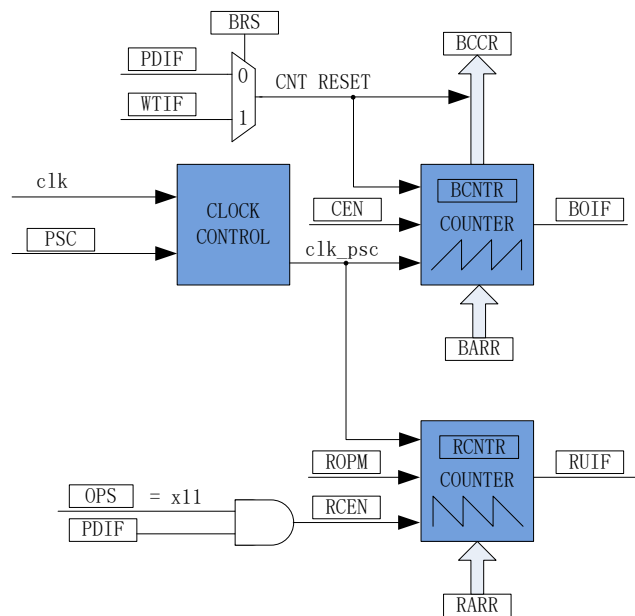 BRS
BCCR
PDIF
0
CNT RESET
WTIF
1
clk
PSC
CLOCK
CONTROL
clk_psc
CEN
BCNTR
COUNTER
BOIF
BARR
ROPM
RCNTR
COUNTER
RUIF
OPS = x11
PDIF
RCEN
RARR